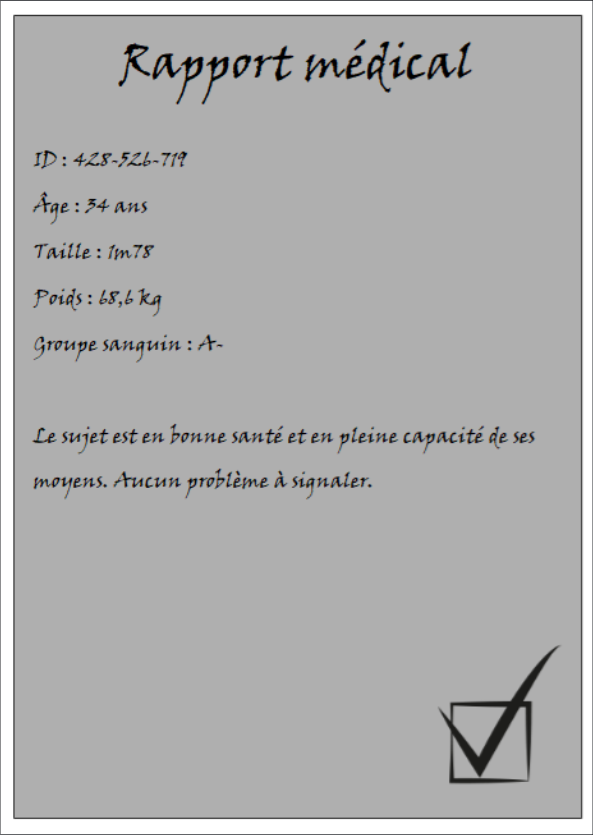 Rapport médical
ID : 428-526-719
Âge : 34 ans
Taille : 1m78
Poids : 68,6 kg
Groupe sanguin : A-
Le sujet est en bonne santé et en pleine capacité de ses
moyens. Aucun problème à signaler.